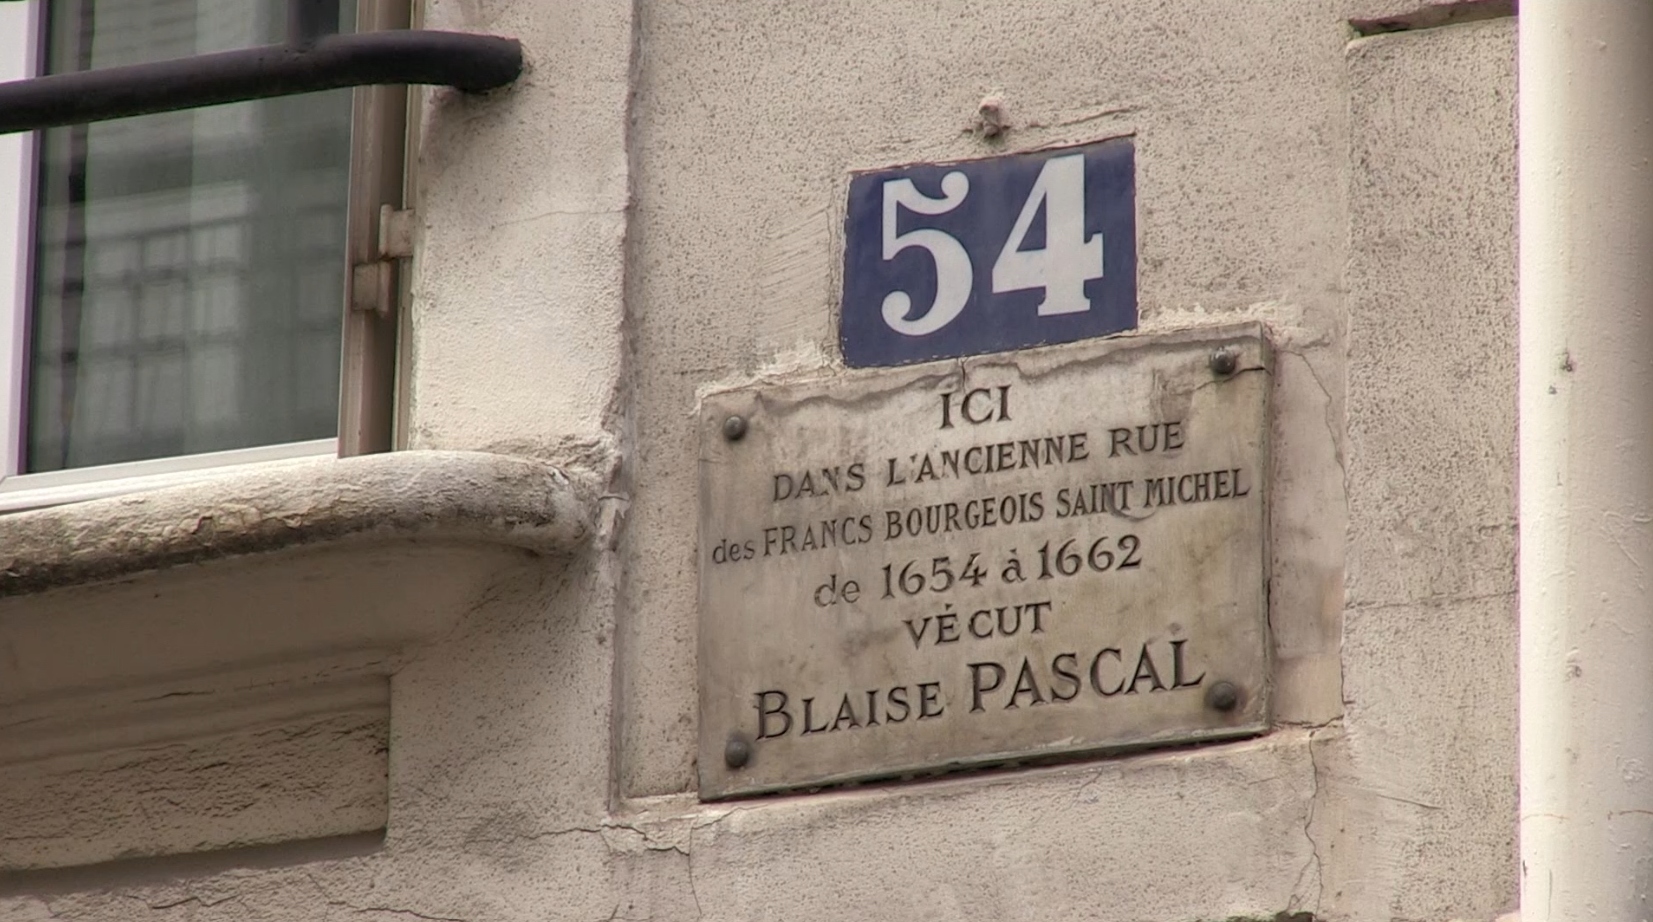 54
ICI
DANS L'ANCIENNE RUE
des FRANCS BOURGEOIS SAINT MICHEL
de 1654 à 1662
VÉCUT
BLAISE PASCAL